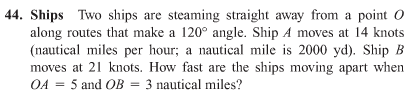 44. Ships Two ships are steaming straight away from a point O
along routes that make a 120° angle. Ship A moves at 14 knots
(nautical miles per hour; a nautical mile is 2000 yd). Ship B
moves at 21 knots. How fast are the ships moving apart when
OA = 5 and OB = 3 nautical miles?